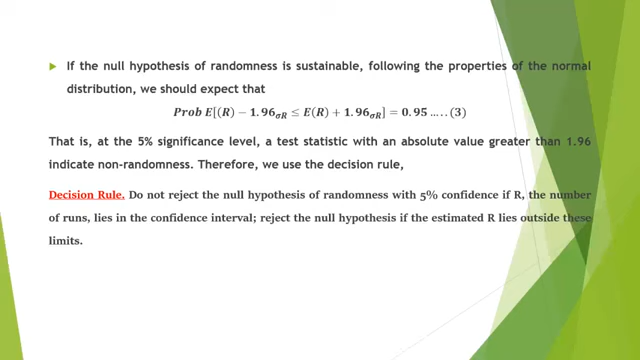 If the null hypothesis of randomness is sustainable, following the properties of the normal
distribution, we should expect that
Prob E[(R) − 1.96σR ≤ E(R) + 1.96σR] = 0.95 ..... (3)
That is, at the 5% significance level, a test statistic with an absolute value greater than 1.96
indicate non-randomness. Therefore, we use the decision rule,
Decision Rule. Do not reject the null hypothesis of randomness with 5% confidence if R, the number
of runs, lies in the confidence interval; reject the null hypothesis if the estimated R lies outside these
limits.